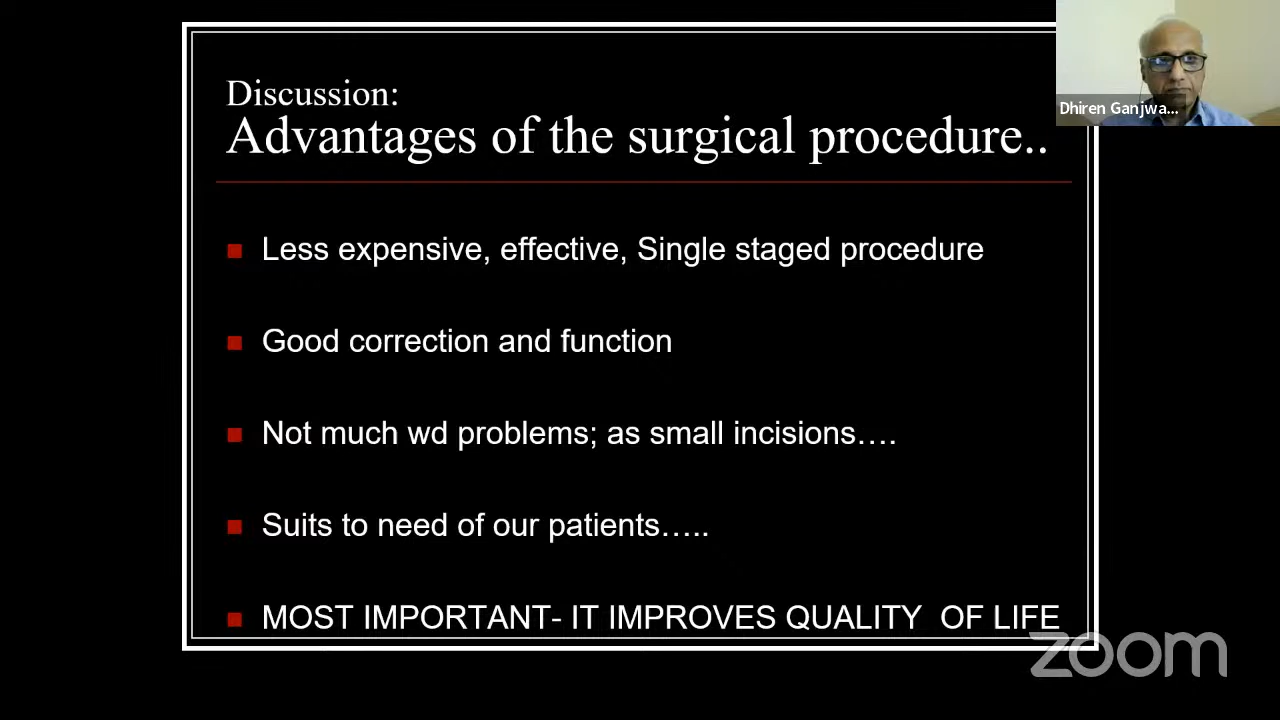 Discussion:
Advantages of the surgical procedure..
Less expensive, effective, Single staged procedure
Good correction and function
Not much wd problems; as small incisions….
Suits to need of our patients…..
MOST IMPORTANT- IT IMPROVES QUALITY  OF LIFE
Dhiren Ganjwa...
zoom